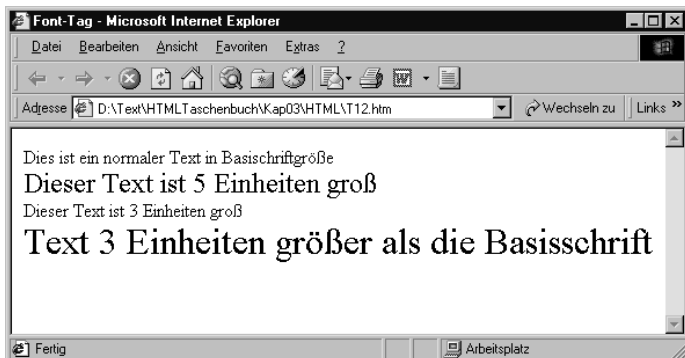 Font-Tag - Microsoft Internet Explorer
Datei Bearbeiten Ansicht Favoriten Extras ?
Adresse D:\Text\HTMLTaschenbuch\Kap03\HTML\T12.htm Wechseln zu Links »
Dies ist ein normaler Text in Basischriftgröße
Dieser Text ist 5 Einheiten groß
Dieser Text ist 3 Einheiten groß
Text 3 Einheiten größer als die Basisschrift
Fertig Arbeitsplatz